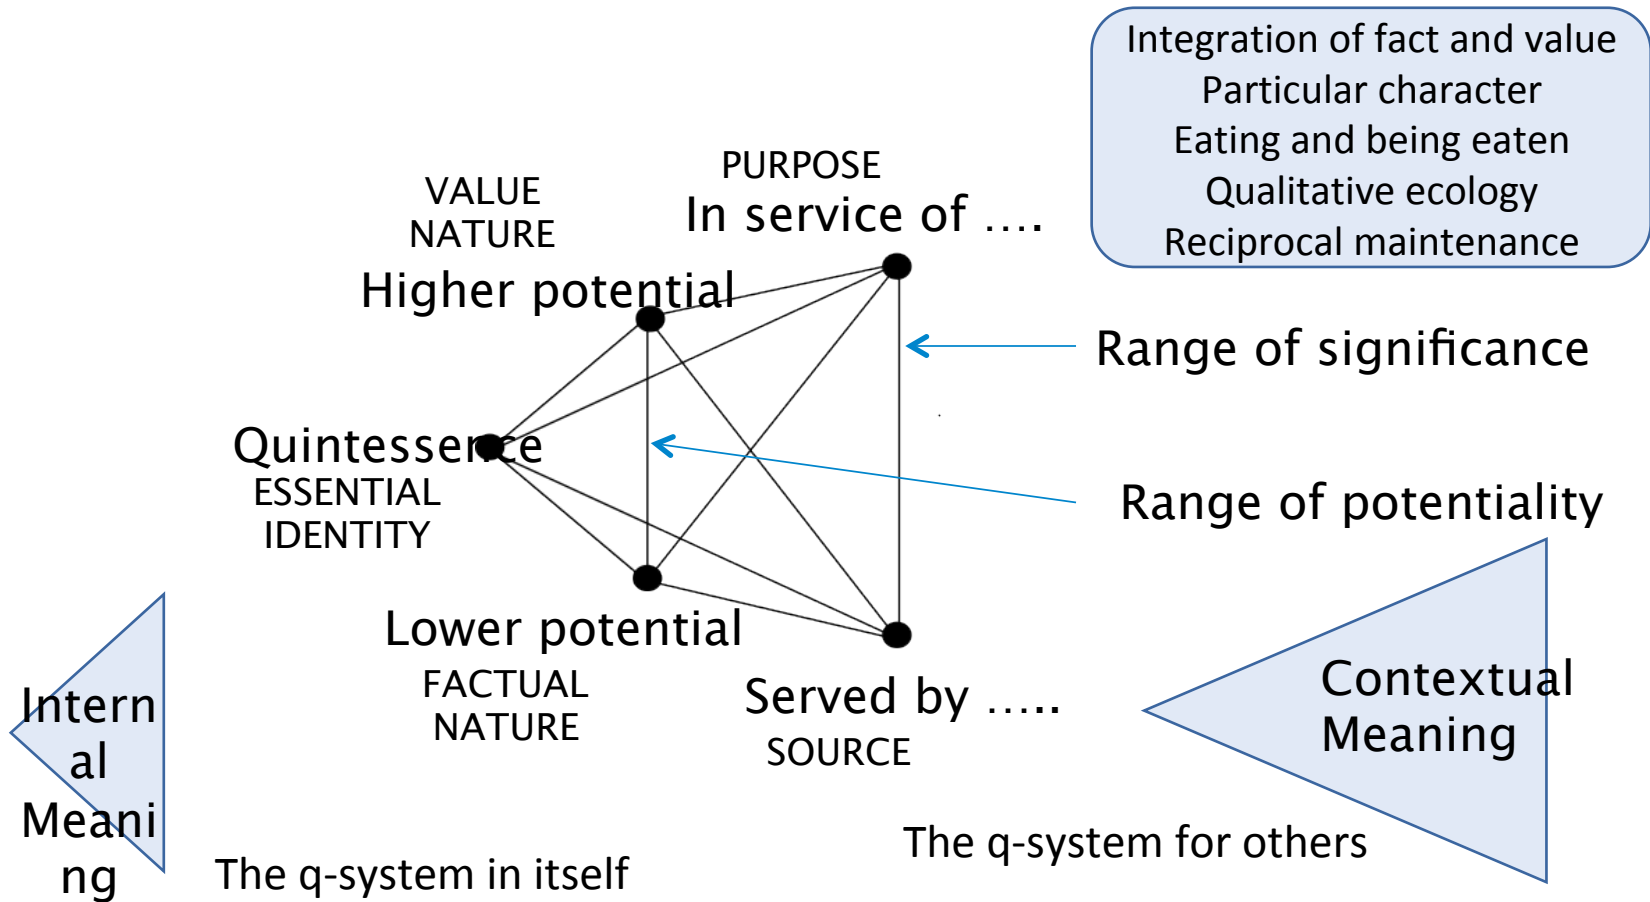 Integration of fact and value
Particular character
Eating and being eaten
Qualitative ecology
Reciprocal maintenance
PURPOSE
In service of ….
VALUE
NATURE
Higher potential
Range of significance
Quintessence
ESSENTIAL
IDENTITY
Range of potentiality
Lower potential
FACTUAL
NATURE
Served by …..
SOURCE
Intern
al
Meani
ng
Contextual
Meaning
The q-system in itself
The q-system for others